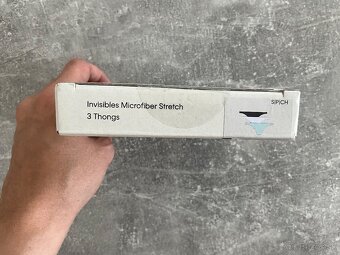 Invisibles Microfiber Stretch
3 Thongs
SIPICH